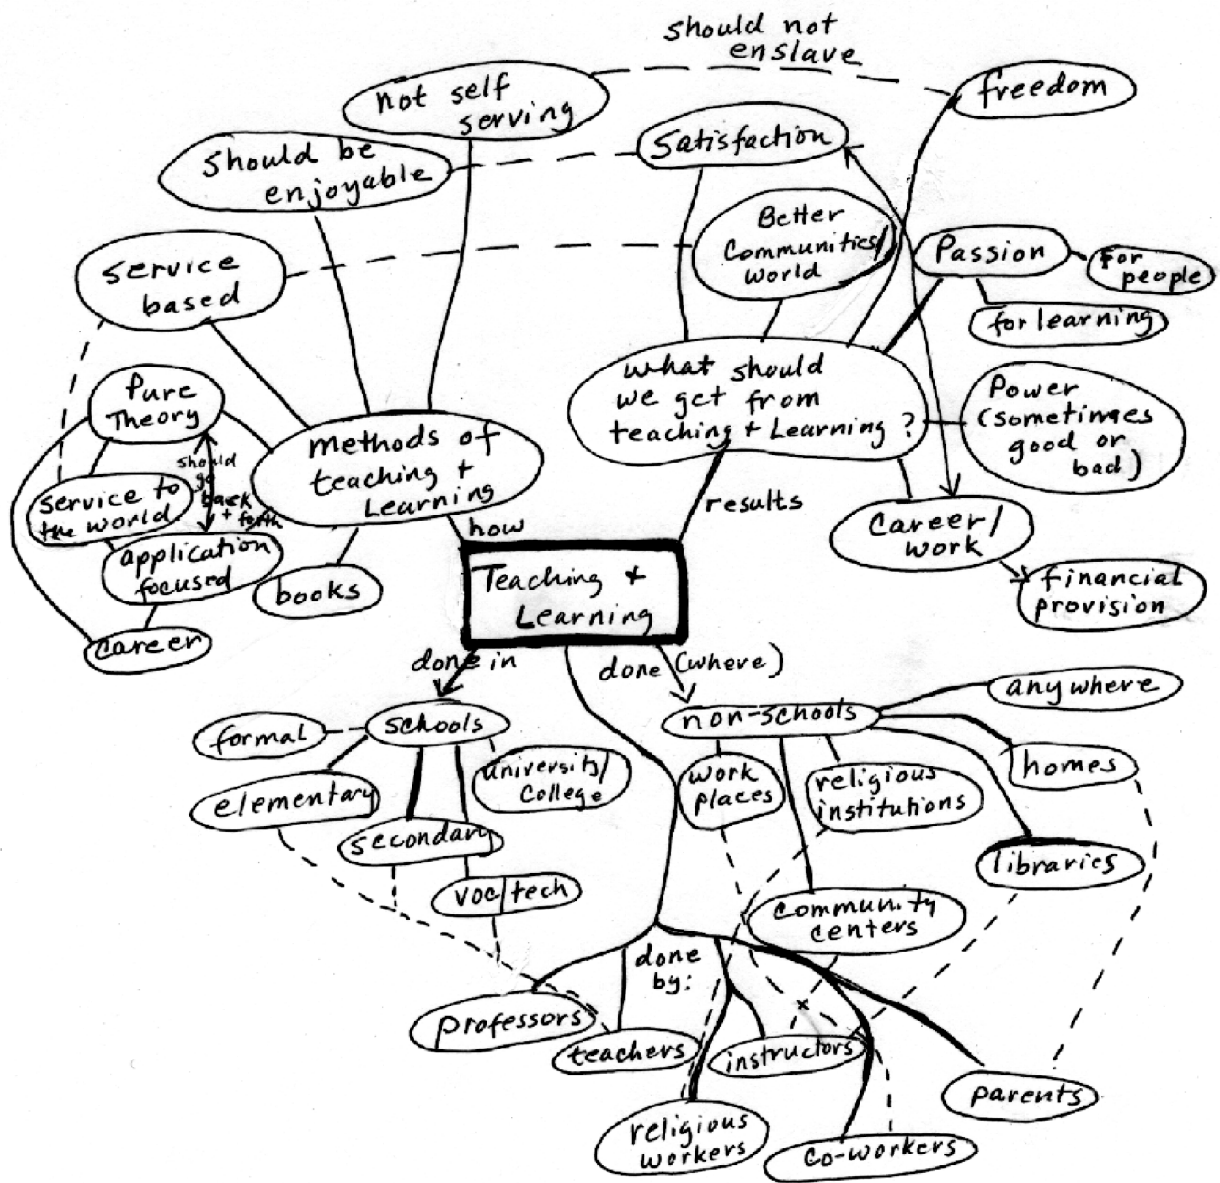 should not
enslave
not self
serving
freedom
should be
enjoyable
satisfaction
Better
Communities/
world
service
based
Passion
for
people
for learning
Pure
Theory
what should
we get from
teaching + Learning ?
Power
(sometimes
good or
bad)
methods of
teaching +
Learning
should
go
back
+ forth
service to
the world
application
focused
results
career/
work
how
books
Teaching +
Learning
financial
provision
career
done in
done (where)
anywhere
formal
schools
non-schools
homes
university/
College
work
places
religious
institutions
elementary
secondary
libraries
voc/tech
community
centers
done
by:
professors
teachers
instructors
parents
religious
workers
co-workers